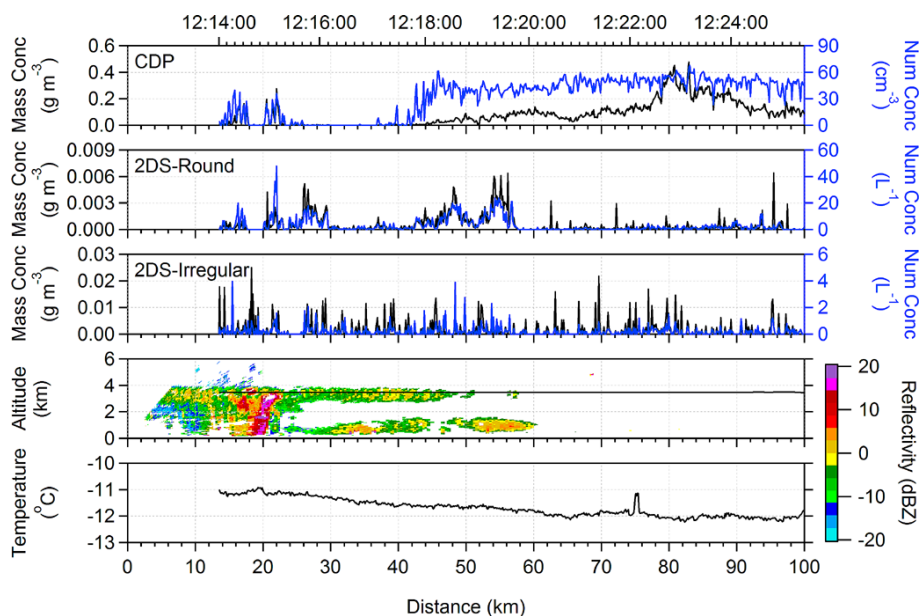 12:14:00 12:16:00 12:18:00 12:20:00 12:22:00 12:24:00
CDP
Mass Conc
(g m-3)
0.6
0.4
0.2
0.0
90
60
30
0
Num Conc
(cm-3)
2DS-Round
Mass Conc
(g m-3)
0.009
0.006
0.003
0.000
60
40
20
0
Num Conc
(L-1)
2DS-Irregular
Mass Conc
(g m-3)
0.03
0.02
0.01
0.00
6
4
2
0
Num Conc
(L-1)
Altitude
(km)
6
4
2
0
20
10
0
-10
-20
Reflectivity (dBZ)
Temperature
(oC)
-10
-11
-12
-13
0 10 20 30 40 50 60 70 80 90 100
Distance (km)